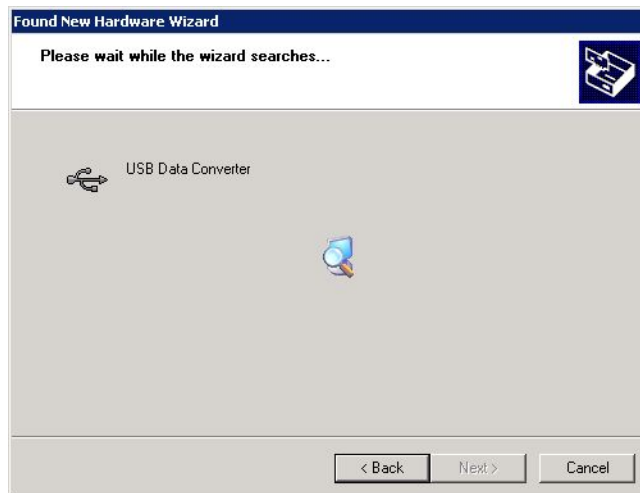 Found New Hardware Wizard
Please wait while the wizard searches...
USB Data Converter
< Back
Next >
Cancel